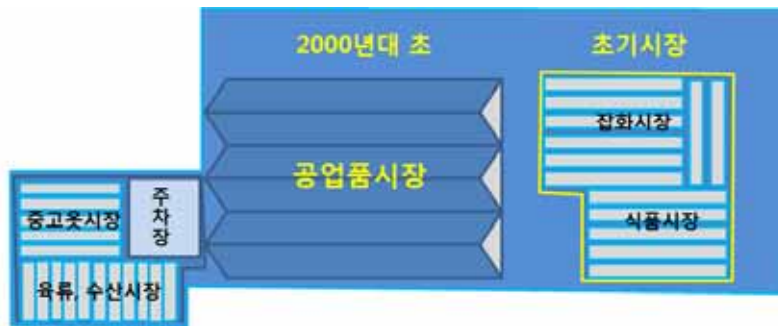 2000년대 초
초기시장
잡화시장
공업품시장
주차장
중고옷시장
식품시장
육류, 수산시장